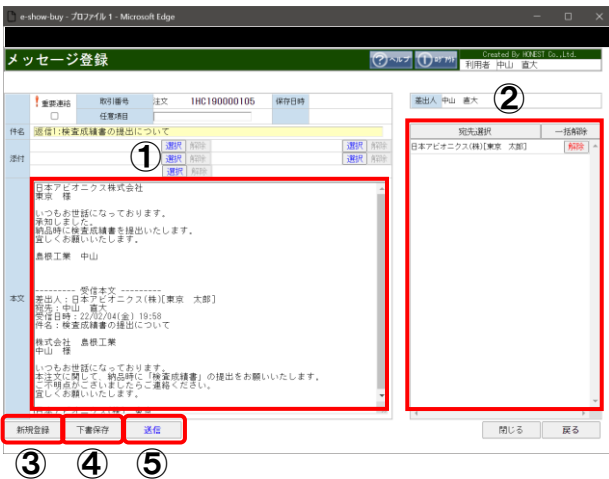 e-show-buy - プロファイル 1 - Microsoft Edge
メッセージ登録
ヘルプ
Created By HONEST Co.,Ltd.
利用者 中山 直大
! 重要連絡 取引番号 注文 1HC190000105 保存日時
任意項目
差出人 中山 直大
②
件名 返信1:検査成績書の提出について
宛先選択 一括解除
日本アビオニクス(株)[東京 太郎] 解除
①
添付
選択 解除 選択 解除
選択 解除 選択 解除
選択 解除
本文
日本アビオニクス株式会社
東京 様
いつもお世話になっております。
承知しました。
納品時に検査成績書を提出いたします。
宜しくお願いいたします。
島根工業 中山
--------- 受信本文 ---------
差出人:日本アビオニクス(株)[東京 太郎]
宛先:中山 直大
受信日時:22/02/04(金) 19:58
件名:検査成績書の提出について
株式会社 島根工業
中山 様
いつもお世話になっております。
本注文に関して、納品時に「検査成績書」の提出をお願いいたします。
ご不明点がございましたらご連絡ください。
宜しくお願いいたします。
新規登録 下書保存 送信 閉じる 戻る
③ ④ ⑤